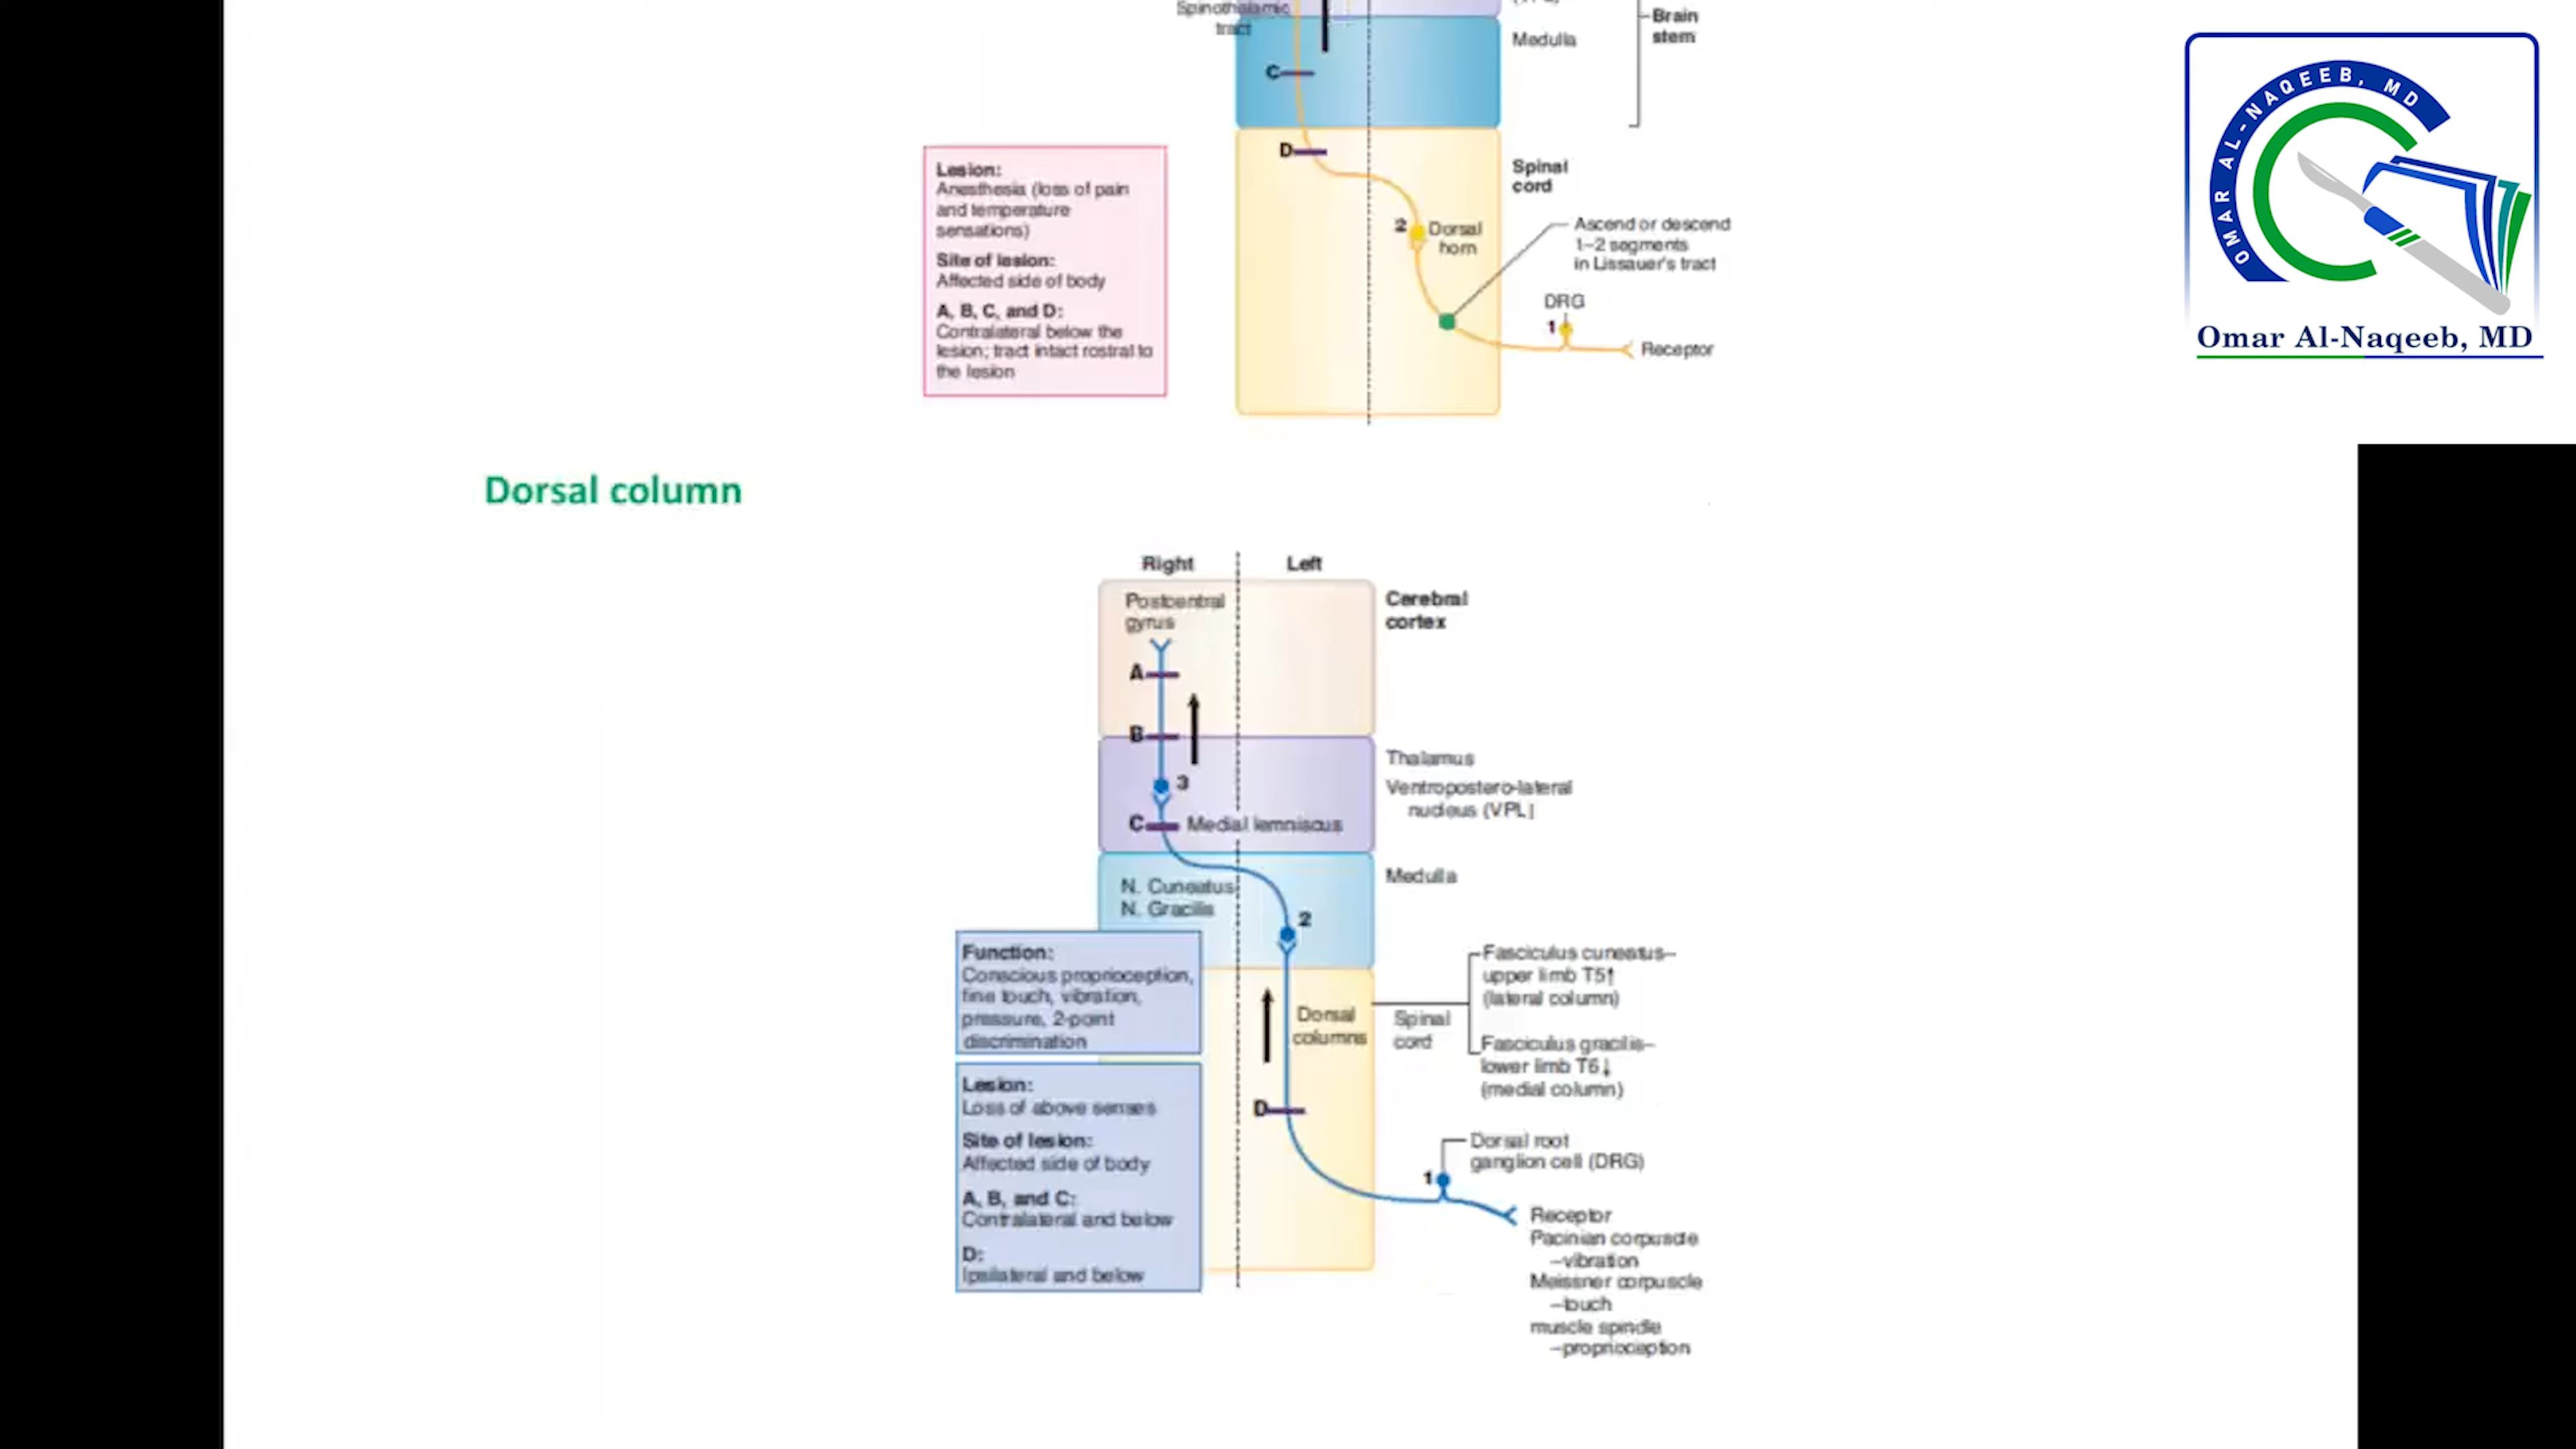 Spinothalamic
tract
Medulla
Brain
stem
C
D
Lesion:
Anesthesia (loss of pain
and temperature
sensations)
Site of lesion:
Affected side of body
A, B, C, and D:
Contralateral below the
lesion; tract intact rostral to
the lesion
Spinal
cord
2
Dorsal
horn
Ascend or descend
1–2 segments
in Lissauer's tract
DRG
1
Receptor
OMAR AL-NAQEEB, MD
Omar Al-Naqeeb, MD
Dorsal column
Right
Left
Postcentral
gyrus
Cerebral
cortex
A
B
Thalamus
3
Ventropostero-lateral
nucleus (VPL)
C
Medial lemniscus
Medulla
N. Cuneatus
N. Gracilis
2
Function:
Conscious proprioception,
fine touch, vibration,
pressure, 2-point
discrimination
Dorsal
columns
Spinal
cord
Fasciculus cuneatus–
upper limb T5↑
(lateral column)
Fasciculus gracilis–
lower limb T6↓
(medial column)
Lesion:
Loss of above senses
Site of lesion:
Affected side of body
A, B, and C:
Contralateral and below
D:
Ipsilateral and below
D
Dorsal root
ganglion cell (DRG)
1
Receptor
Pacinian corpuscle
–vibration
Meissner corpuscle
–touch
muscle spindle
–proprioception